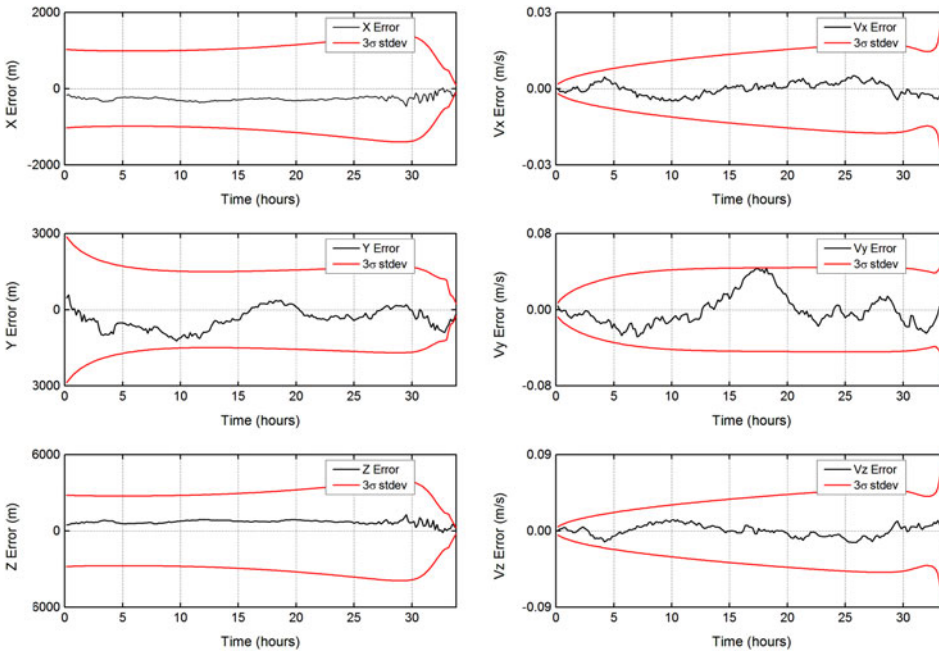 2000
X Error
3σ stdev
X Error (m)
0
-2000
0 5 10 15 20 25 30
Time (hours)
0.03
Vx Error
3σ stdev
Vx Error (m/s)
0.00
-0.03
0 5 10 15 20 25 30
Time (hours)
3000
Y Error
3σ stdev
Y Error (m)
0
3000
0 5 10 15 20 25 30
Time (hours)
0.08
Vy Error
3σ stdev
Vy Error (m/s)
0.00
-0.08
0 5 10 15 20 25 30
Time (hours)
6000
Z Error
3σ stdev
Z Error (m)
0
6000
0 5 10 15 20 25 30
Time (hours)
0.09
Vz Error
3σ stdev
Vz Error (m/s)
0.00
-0.09
0 5 10 15 20 25 30
Time (hours)